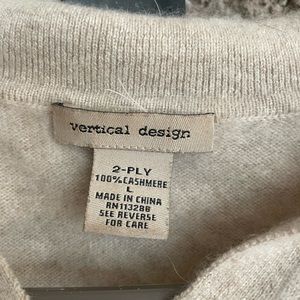 vertical design
2-PLY
100%CASHMERE
L
MADE IN CHINA
RN113288
SEE REVERSE
FOR CARE